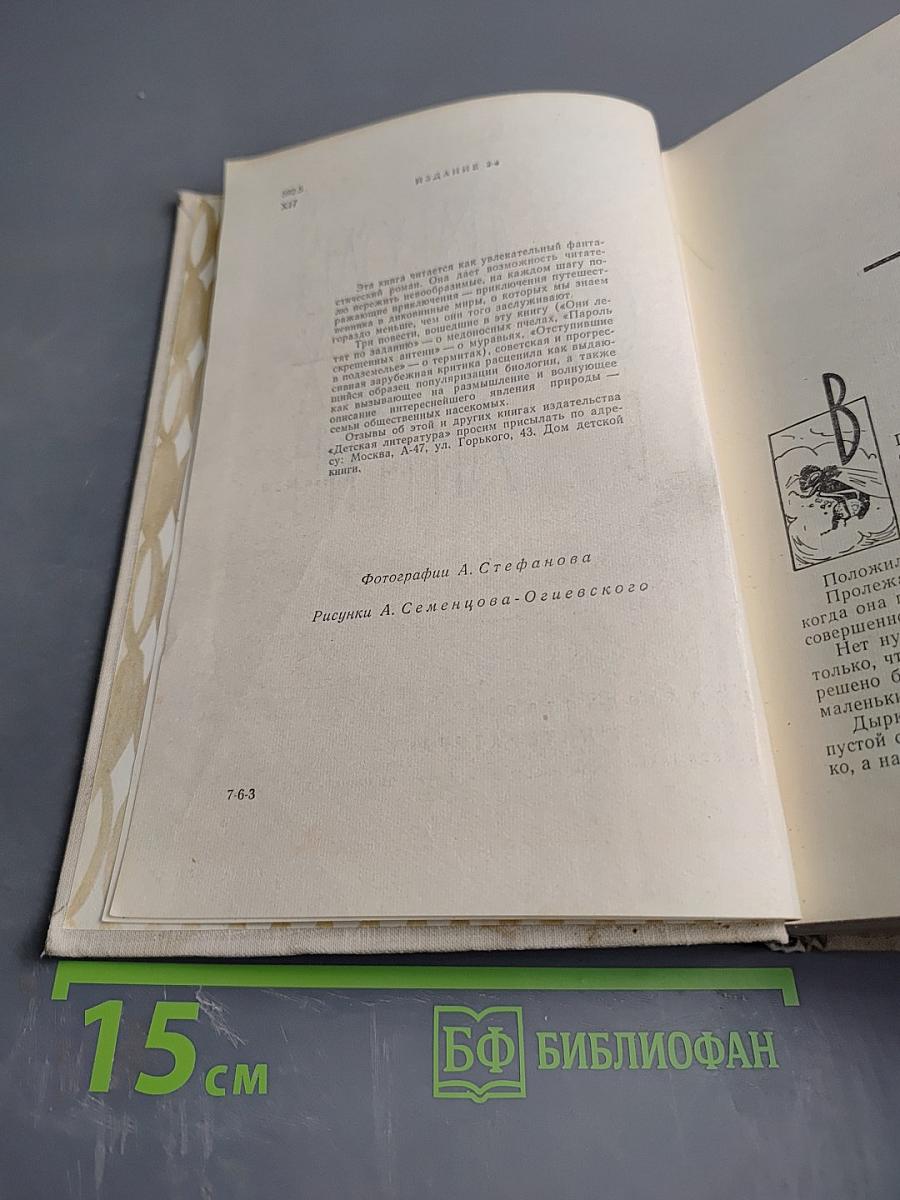 592.5
Х17
ИЗДАНИЕ 2-е
Эта книга читается как увлекательный фанта-
стический роман. Она дает возможность читате-
лю пережить невообразимые, на каждом шагу по-
ражающие приключения — приключения путешест-
венника в диковинные миры, о которых мы знаем
гораздо меньше, чем они того заслуживают.
Три повести, вошедшие в эту книгу («Они ле-
тят по заданию» — о медоносных пчелах, «Пароль
скрещенных антенн» — о муравьях, «Отступившие
в подземелье» — о термитах), советская и прогрес-
сивная зарубежная критика расценила как выдаю-
щийся образец популяризации биологии, а также
как вызывающее на размышление и волнующее
описание интереснейшего явления природы —
семьи общественных насекомых.
Отзывы об этой и других книгах издательства
«Детская литература» просим присылать по адре-
су: Москва, А-47, ул. Горького, 43. Дом детской
книги.
Фотографии А. Стефанова
Рисунки А. Семенцова-Огиевского
7-6-3
В
Положил
Пролежа
когда она п
совершенно
Нет ну
только, чт
решено б
маленьки
Дырк
пустой с
ко, а на
15 см
БФ БИБЛИОФАН